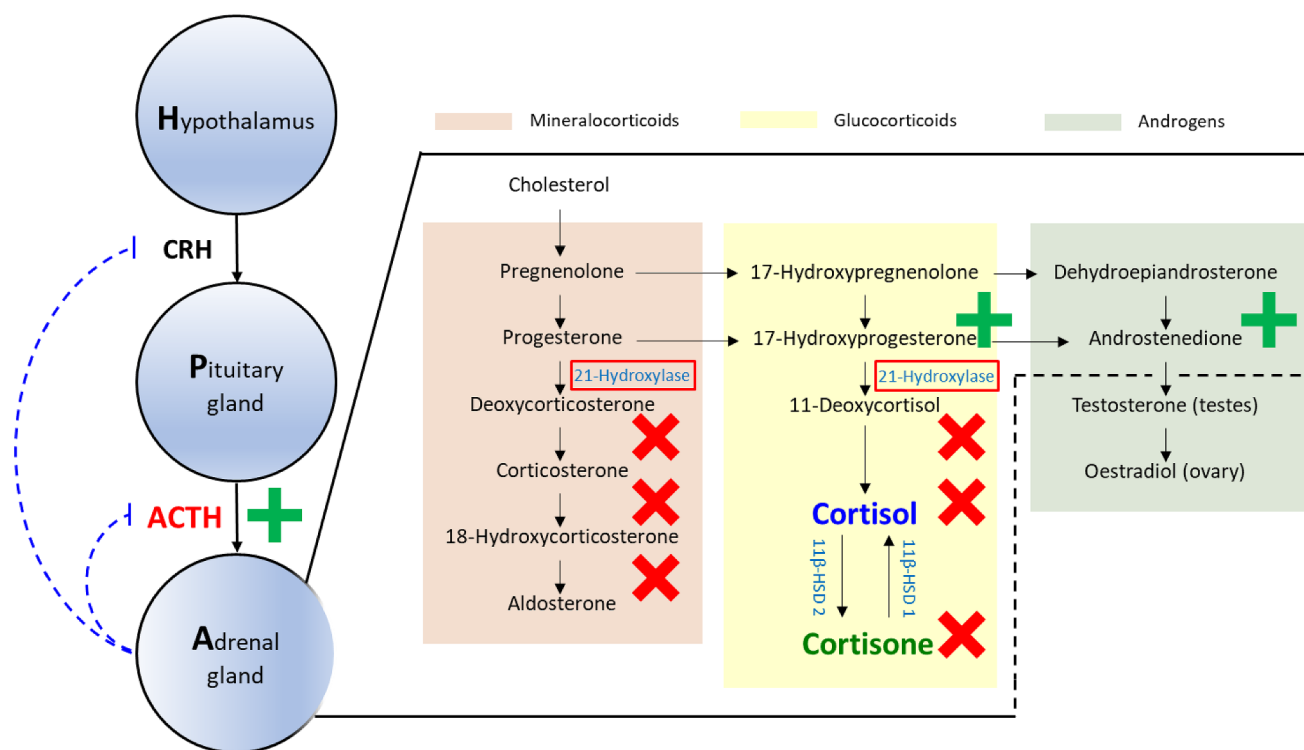 Hypothalamus
CRH
Pituitary
gland
ACTH
Adrenal
gland
Mineralocorticoids
Glucocorticoids
Androgens
Cholesterol
Pregnenolone
17-Hydroxypregnenolone
Dehydroepiandrosterone
Progesterone
17-Hydroxyprogesterone
Androstenedione
21-Hydroxylase
21-Hydroxylase
Deoxycorticosterone
11-Deoxycortisol
Testosterone (testes)
Corticosterone
Oestradiol (ovary)
Cortisol
18-Hydroxycorticosterone
11β-HSD 2
11β-HSD 1
Aldosterone
Cortisone